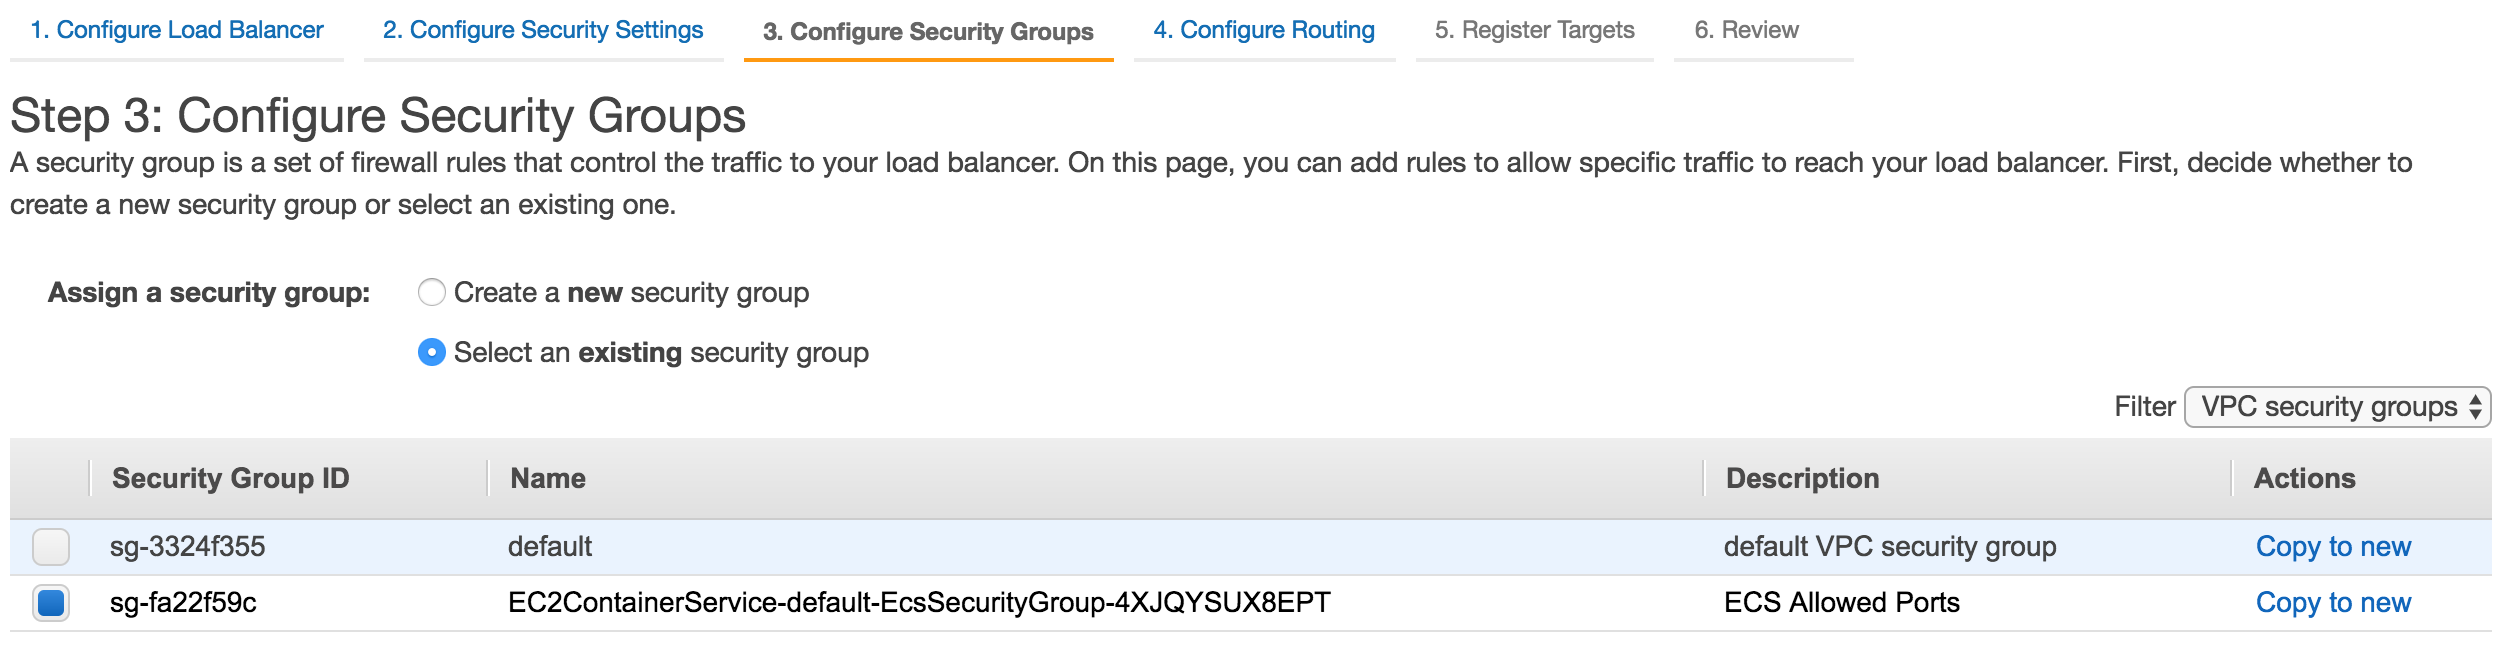 1. Configure Load Balancer 2. Configure Security Settings 3. Configure Security Groups 4. Configure Routing 5. Register Targets 6. Review
Step 3: Configure Security Groups
A security group is a set of firewall rules that control the traffic to your load balancer. On this page, you can add rules to allow specific traffic to reach your load balancer. First, decide whether to
create a new security group or select an existing one.
Assign a security group: Create a new security group
Select an existing security group
Filter VPC security groups
Security Group ID Name Description Actions
sg-3324f355 default default VPC security group Copy to new
sg-fa22f59c EC2ContainerService-default-EcsSecurityGroup-4XJQYSUX8EPT ECS Allowed Ports Copy to new